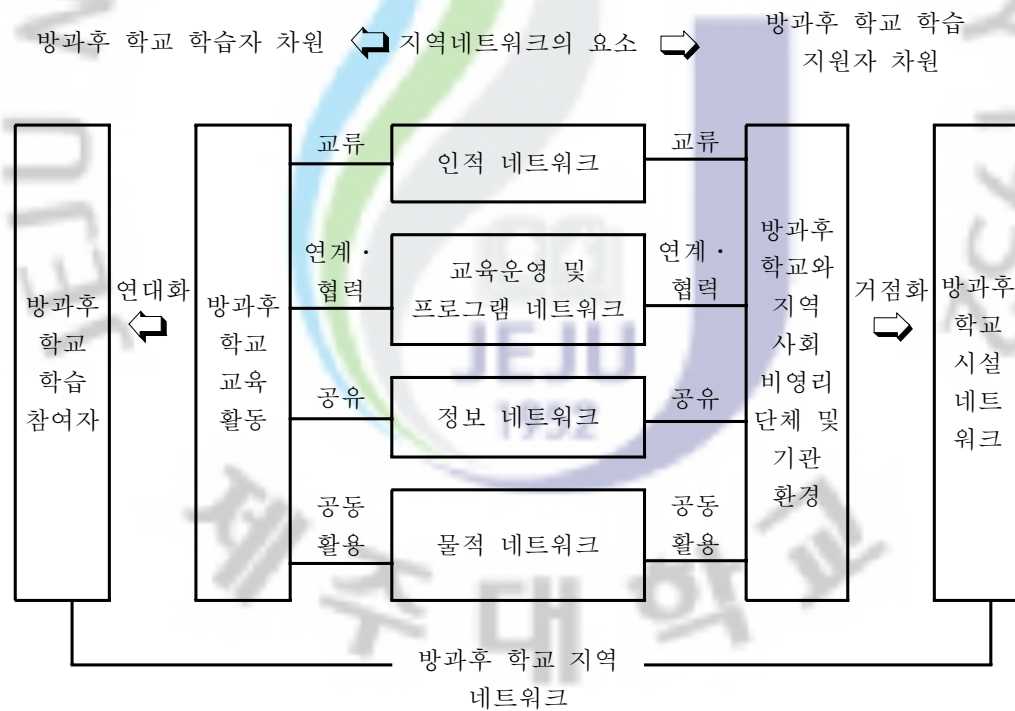 방과후 학교 학습자 차원
지역네트워크의 요소
방과후 학교 학습
지원자 차원
방과후
학교
학습
참여자
연대화
방과후
학교
교육
활동
교류
인적 네트워크
교류
연계·
협력
교육운영 및
프로그램 네트워크
연계·
협력
공유
정보 네트워크
공유
공동
활용
물적 네트워크
공동
활용
방과후
학교와
지역
사회
비영리
단체 및
기관
환경
거점화
방과후
학교
시설
네트
워크
방과후 학교 지역
네트워크
JEJU
1952
제주대학교